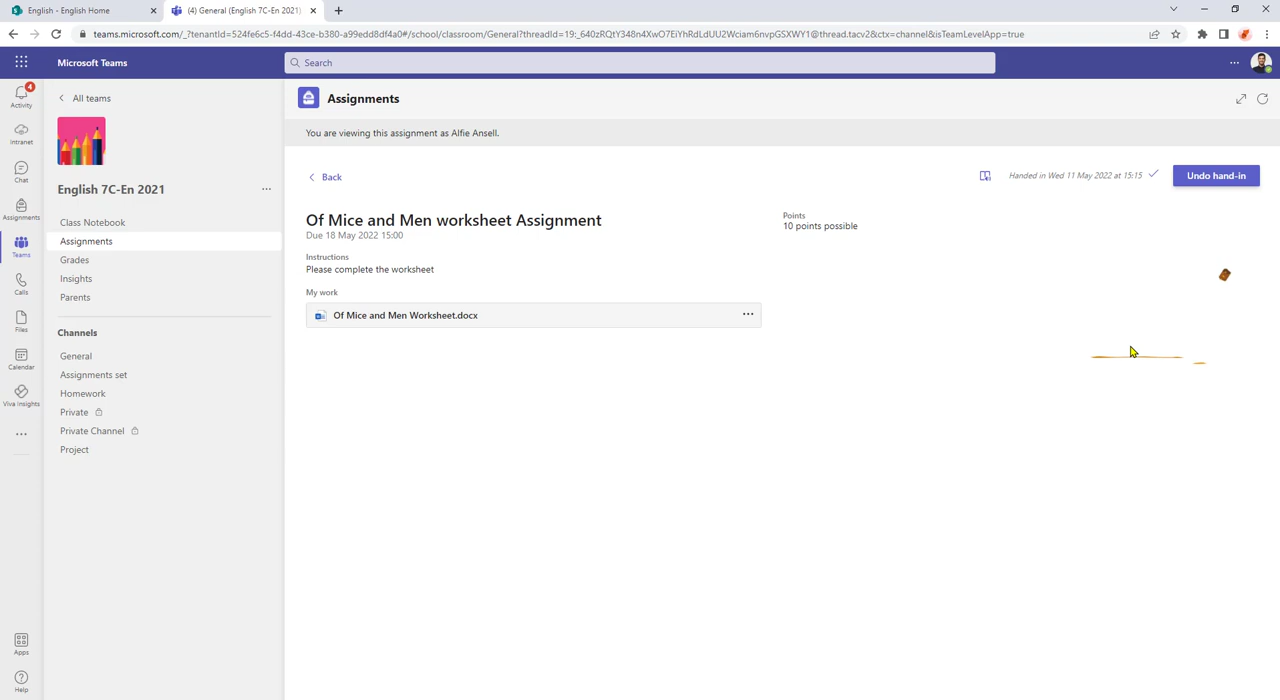 English - English Home
(4) General (English 7C-En 2021)
teams.microsoft.com/_?tenantId=524fe6c5-f4dd-43ce-b380-a99edd8df4a0#/school/classroom/General?threadId=19:_640zRQtY348n4XwO7EiYhRdLdUU2Wciam6nvpGSXWY1@thread.tacv2&ctx=channel&isTeamLevelApp=true
Microsoft Teams
Search
4
Activity
Intranet
Chat
Assignments
Teams
Calls
Files
Calendar
Viva Insights
Apps
Help
All teams
English 7C-En 2021
Class Notebook
Assignments
Grades
Insights
Parents
Channels
General
Assignments set
Homework
Private
Private Channel
Project
Assignments
You are viewing this assignment as Alfie Ansell.
Back
Handed in Wed 11 May 2022 at 15:15
Undo hand-in
Of Mice and Men worksheet Assignment
Due 18 May 2022 15:00
Points
10 points possible
Instructions
Please complete the worksheet
My work
Of Mice and Men Worksheet.docx